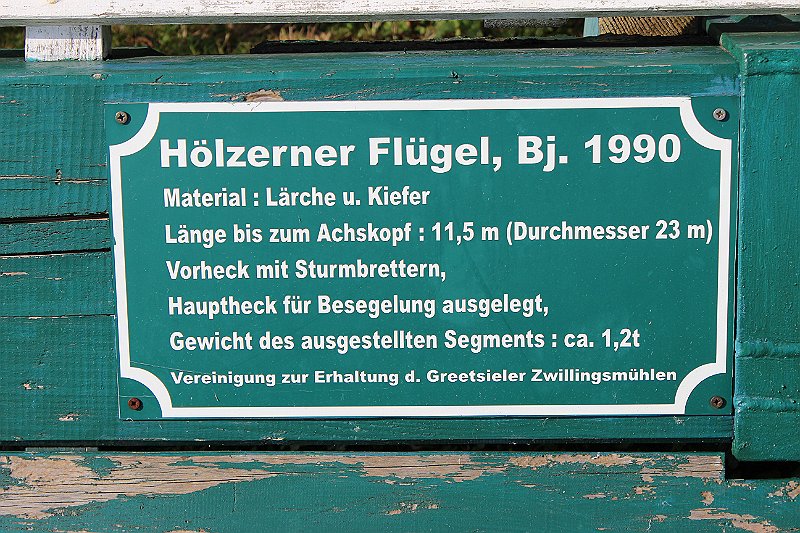 Hölzerner Flügel, Bj. 1990
Material : Lärche u. Kiefer
Länge bis zum Achskopf : 11,5 m (Durchmesser 23 m)
Vorheck mit Sturmbrettern,
Hauptheck für Besegelung ausgelegt,
Gewicht des ausgestellten Segments : ca. 1,2t
Vereinigung zur Erhaltung d. Greetsieler Zwillingsmühlen